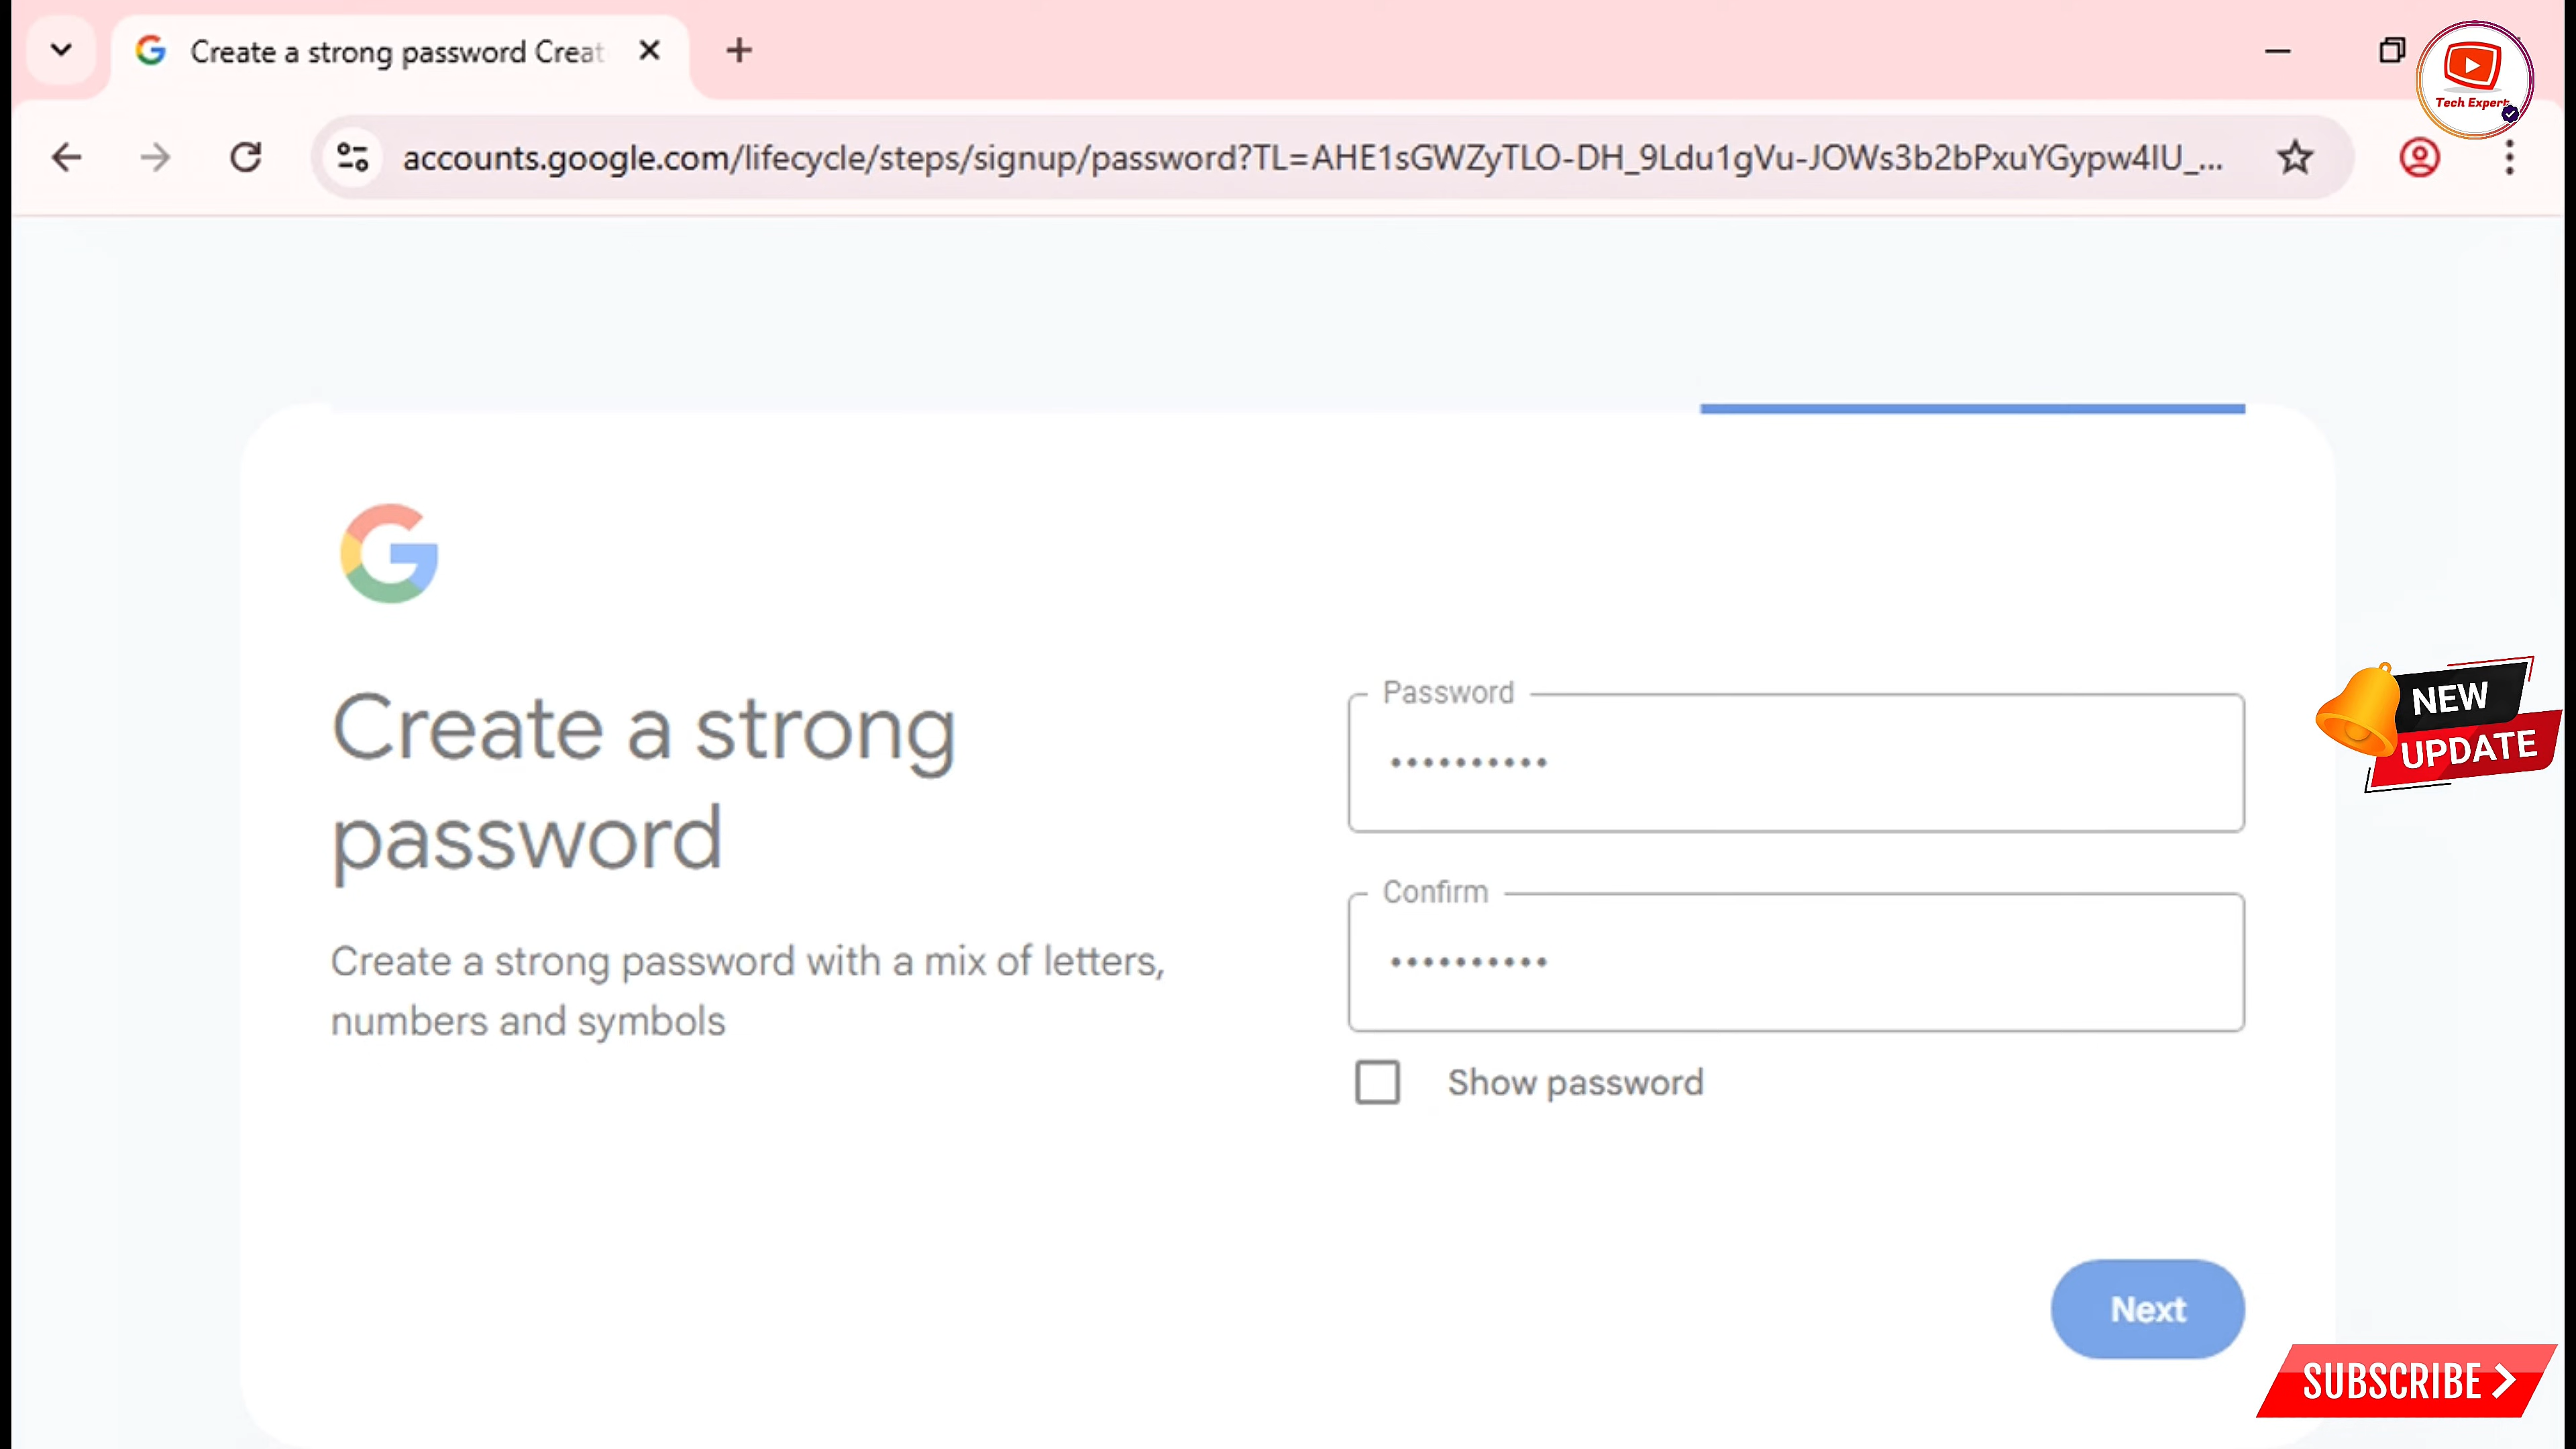 Create a strong password Creat
Tech Expert
accounts.google.com/lifecycle/steps/signup/password?TL=AHE1sGWZyTLO-DH_9Ldu1gVu-JOWs3b2bPxuYGypw4IU_...
Create a strong
password
Create a strong password with a mix of letters,
numbers and symbols
Password
••••••••••
Confirm
••••••••••
Show password
Next
NEW
UPDATE
SUBSCRIBE